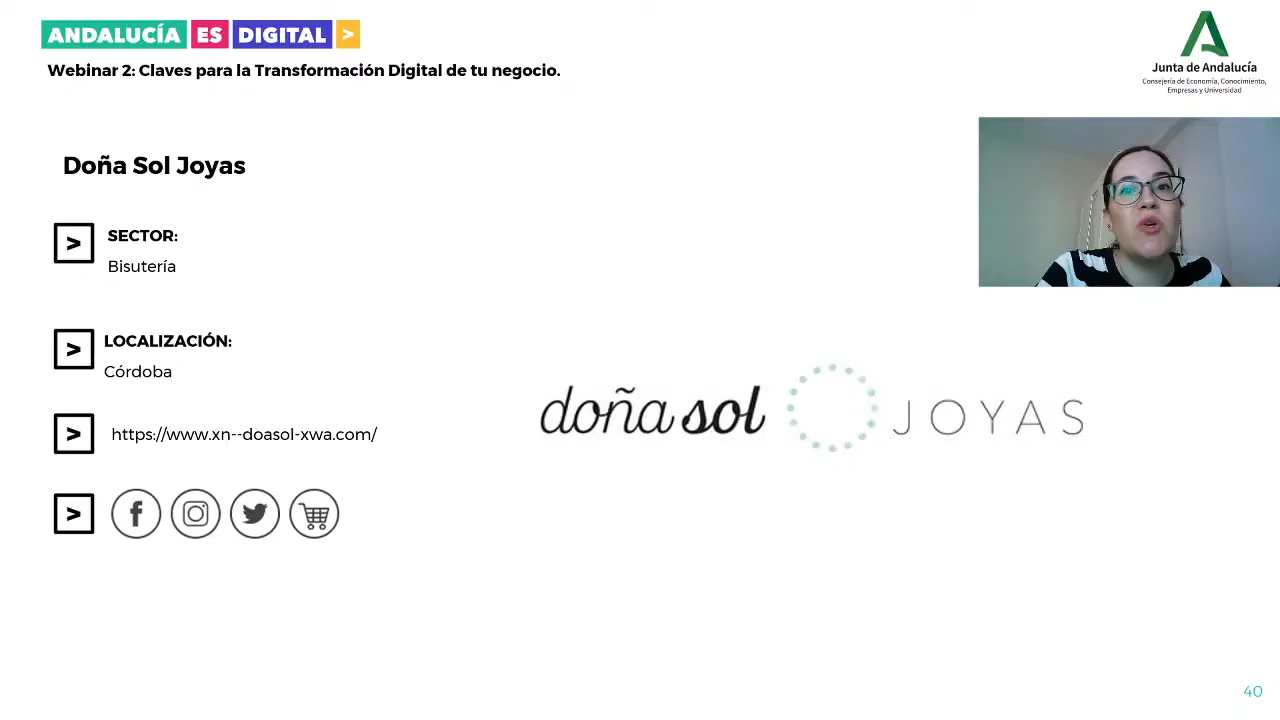 ANDALUCÍA ES DIGITAL >
Webinar 2: Claves para la Transformación Digital de tu negocio.
Junta de Andalucía
Consejería de Economía, Conocimiento,
Empresas y Universidad
Doña Sol Joyas
> SECTOR:
Bisutería
> LOCALIZACIÓN:
Córdoba
> https://www.xn--doasol-xwa.com/
>
doña sol JOYAS
40